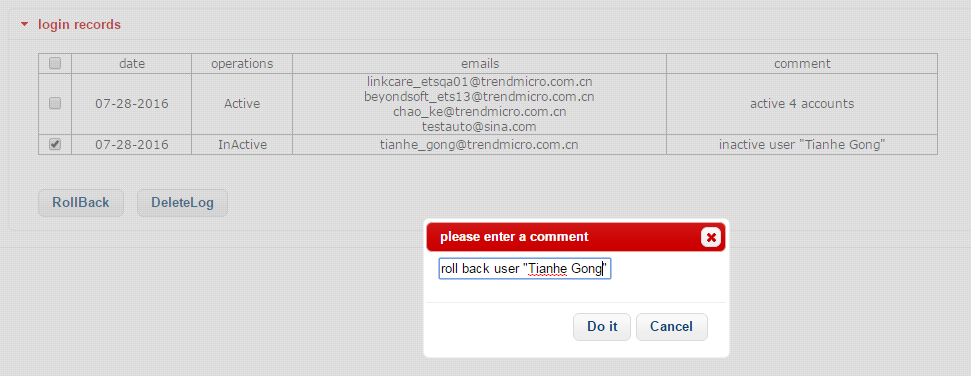 login records
date operations emails comment
07-28-2016 Active linkcare_etsqa01@trendmicro.com.cn active 4 accounts
beyondsoft_ets13@trendmicro.com.cn
chao_ke@trendmicro.com.cn
testauto@sina.com
07-28-2016 InActive tianhe_gong@trendmicro.com.cn inactive user "Tianhe Gong"
RollBack DeleteLog
please enter a comment
roll back user "Tianhe Gong"
Do it Cancel